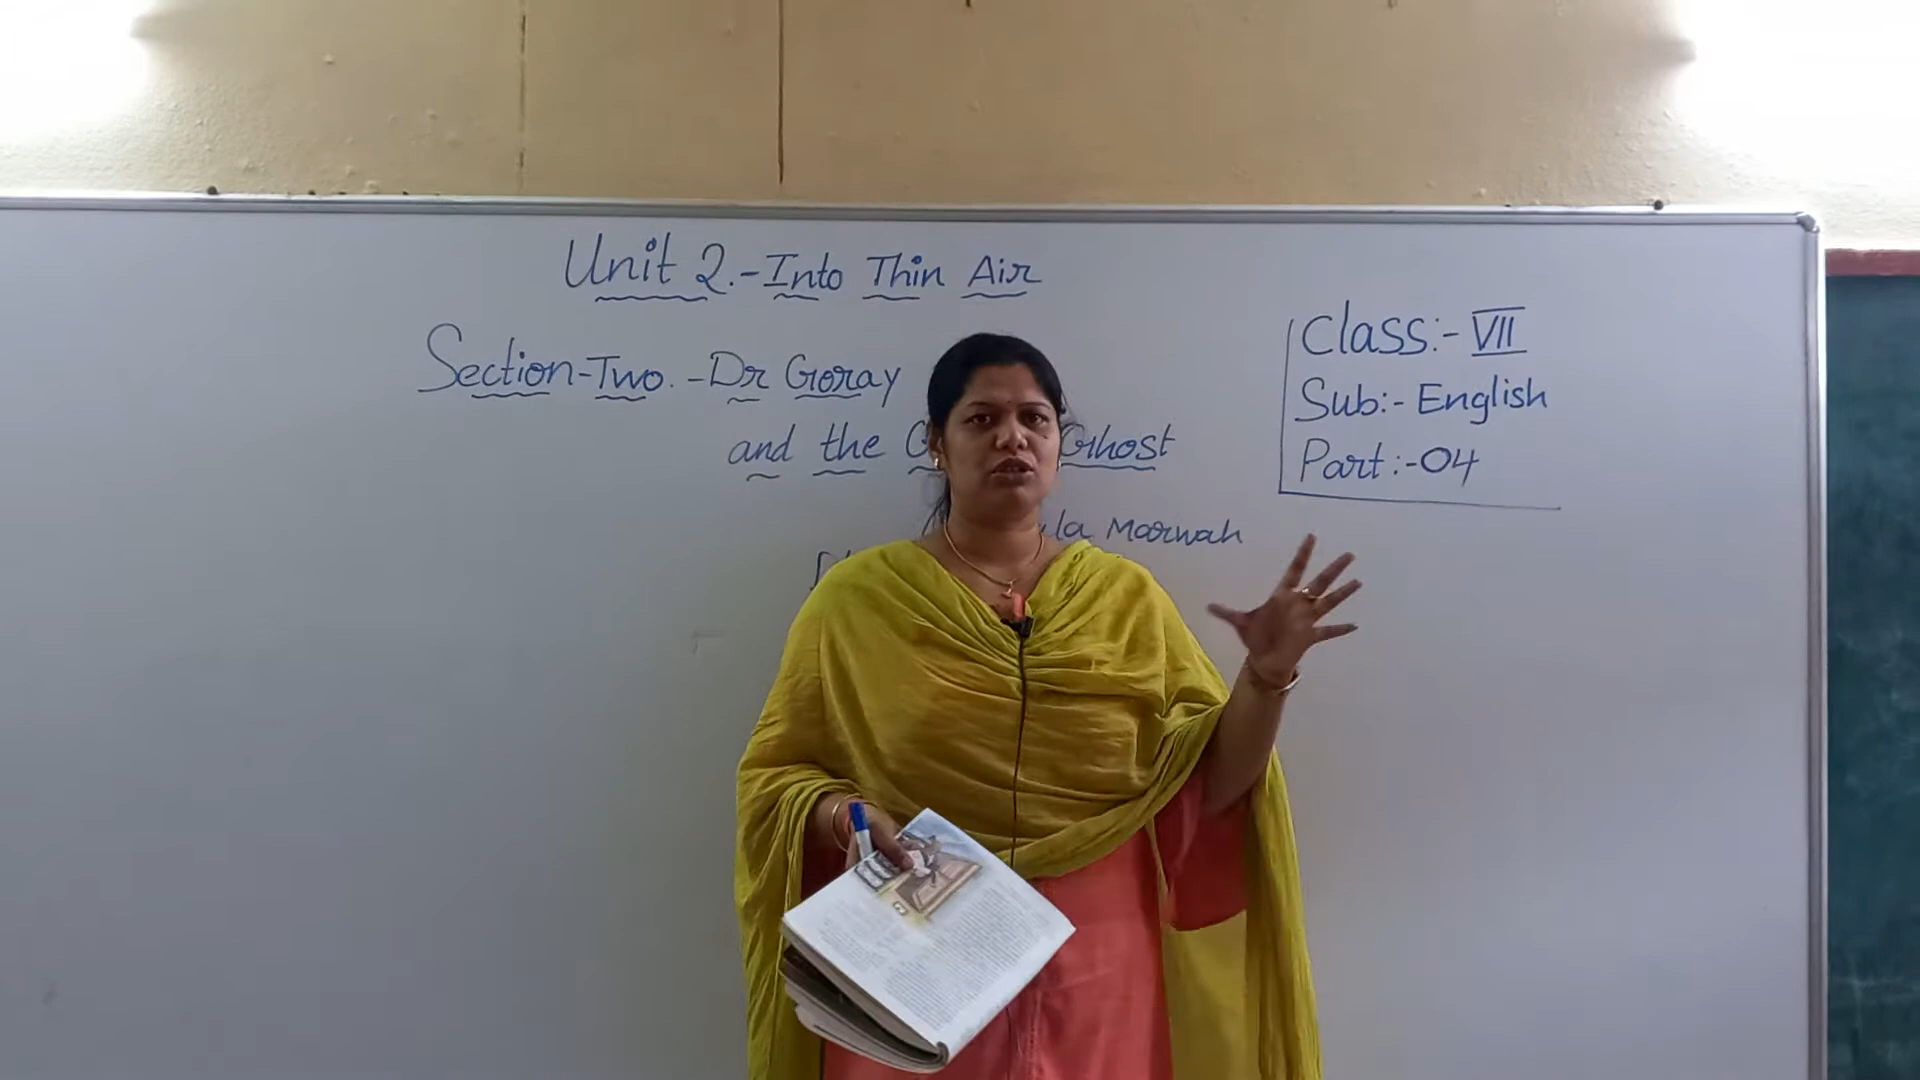 Unit 2.-Into Thin Air
Section-Two.-Dr Goray
and the Ghost
Marwah
Class:- VII
Sub:- English
Part:-04